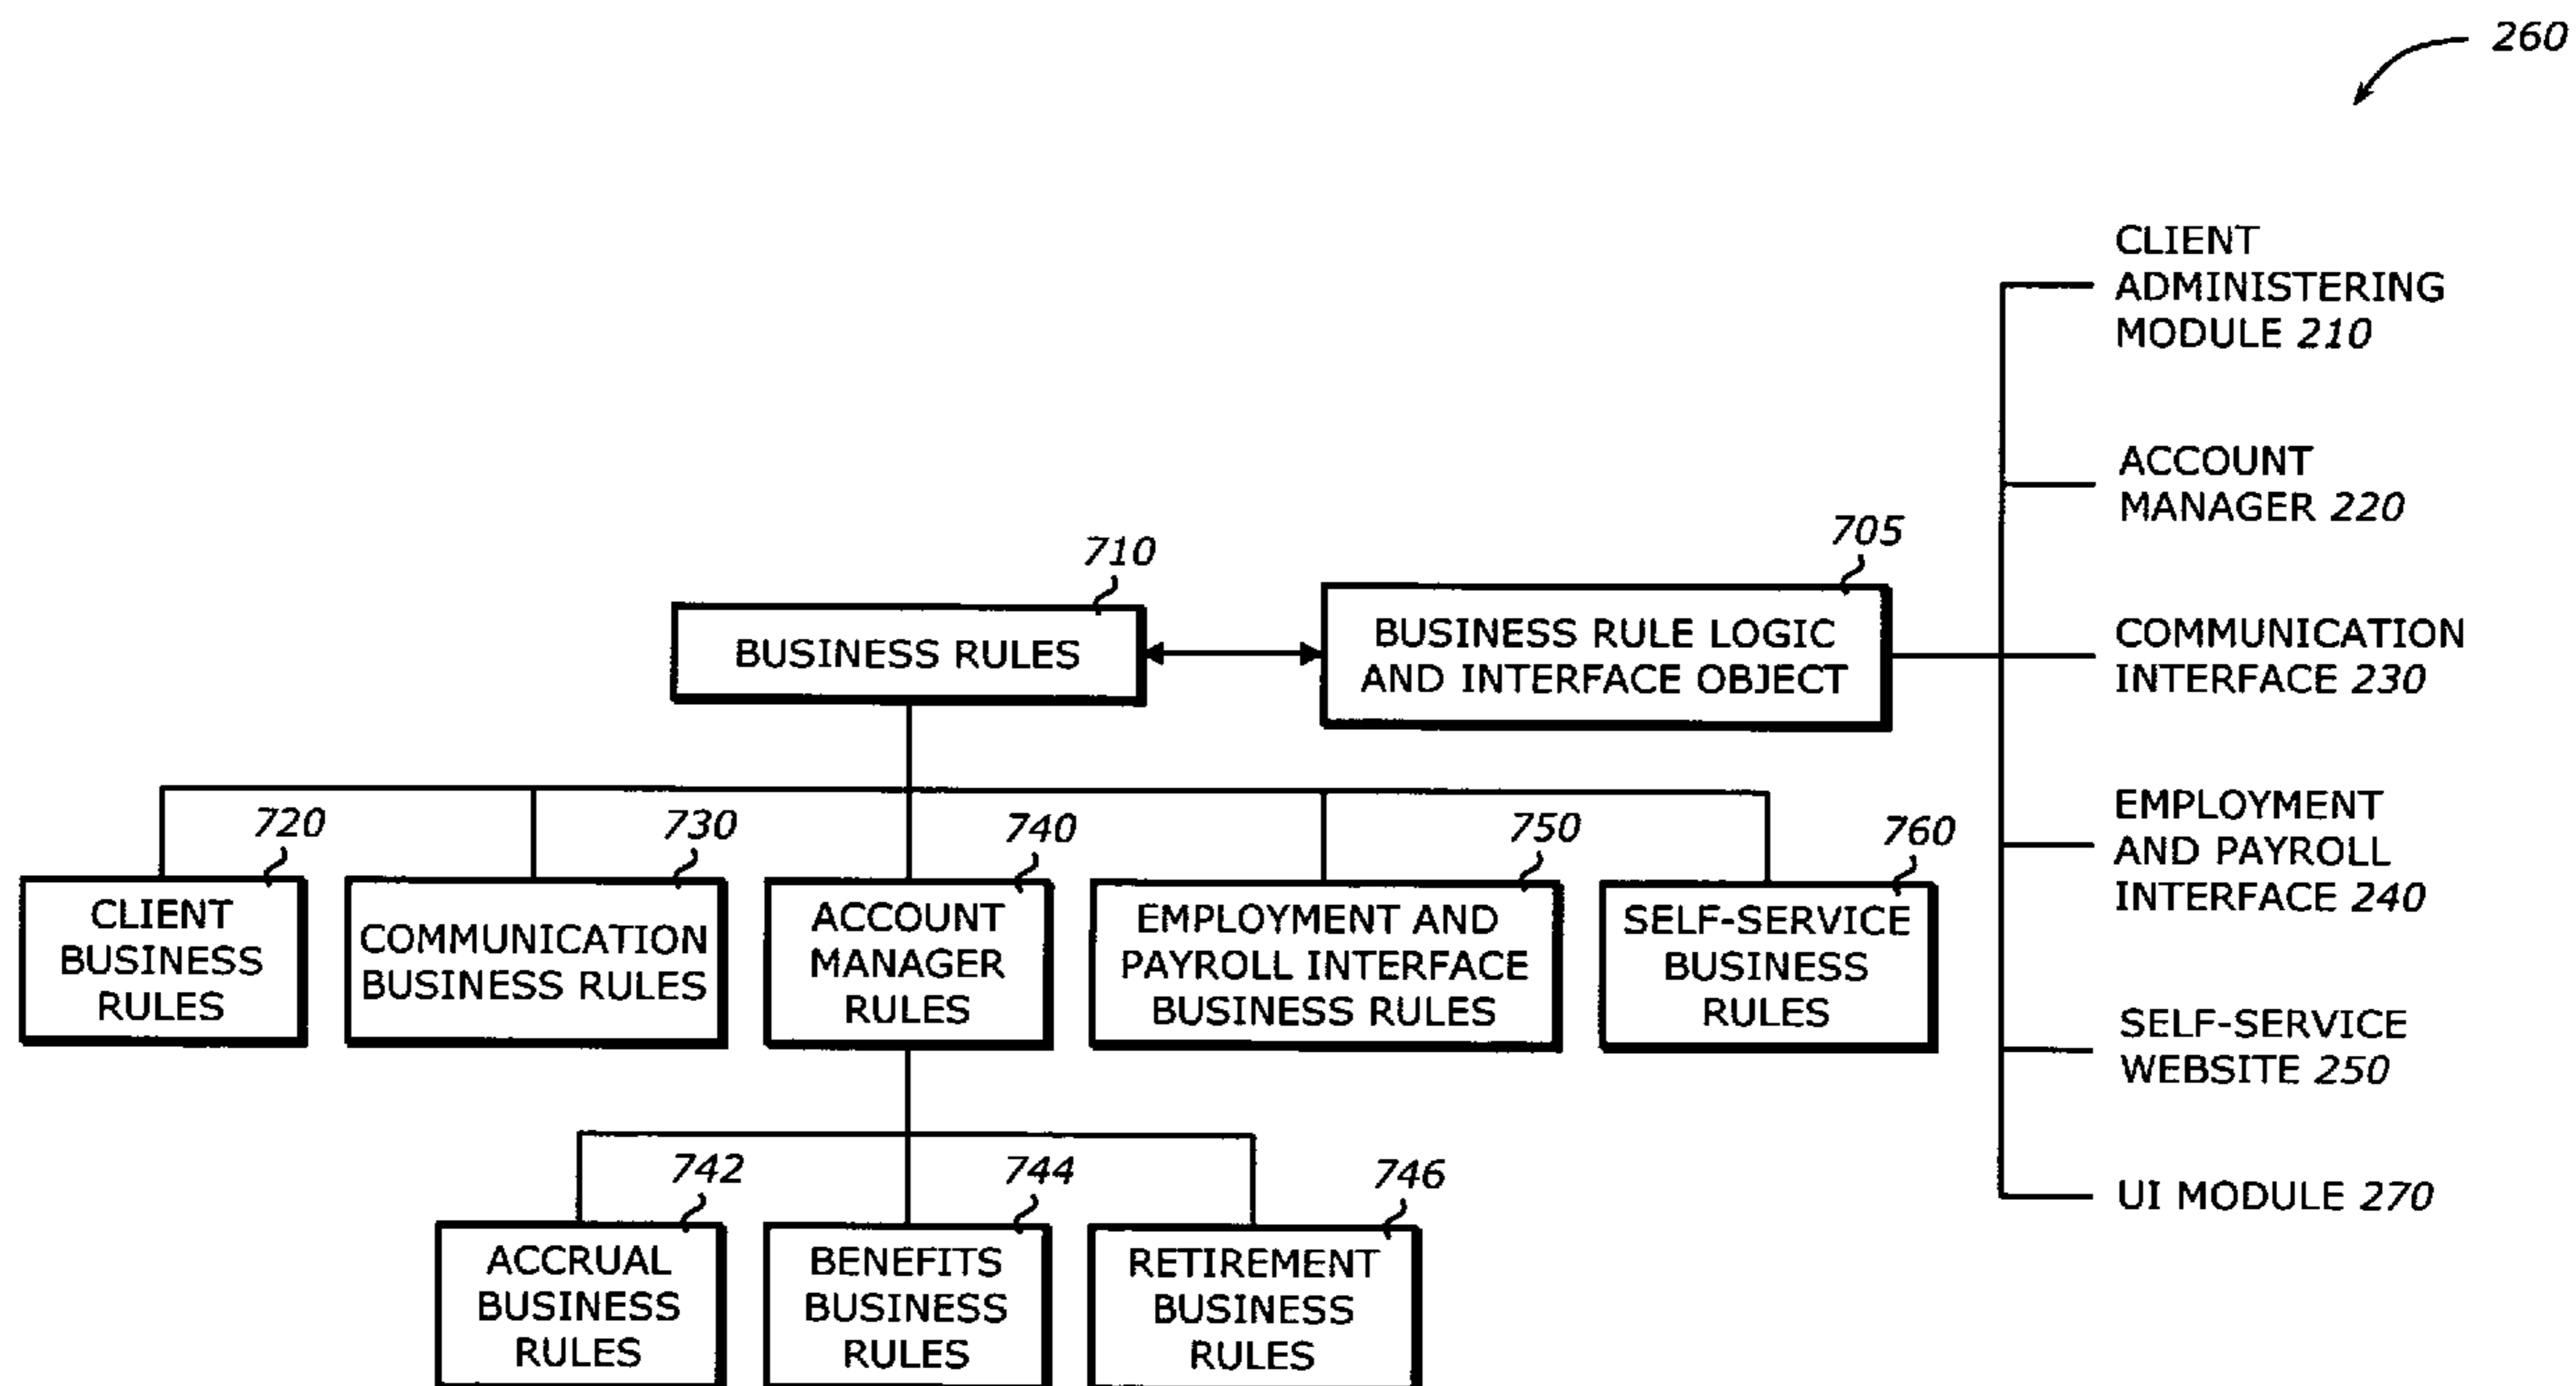 260
CLIENT
ADMINISTERING
MODULE 210
ACCOUNT
MANAGER 220
COMMUNICATION
INTERFACE 230
EMPLOYMENT
AND PAYROLL
INTERFACE 240
SELF-SERVICE
WEBSITE 250
UI MODULE 270
705
BUSINESS RULE LOGIC
AND INTERFACE OBJECT
710
BUSINESS RULES
720
CLIENT
BUSINESS
RULES
730
COMMUNICATION
BUSINESS RULES
740
ACCOUNT
MANAGER
RULES
750
EMPLOYMENT AND
PAYROLL INTERFACE
BUSINESS RULES
760
SELF-SERVICE
BUSINESS
RULES
742
ACCRUAL
BUSINESS
RULES
744
BENEFITS
BUSINESS
RULES
746
RETIREMENT
BUSINESS
RULES